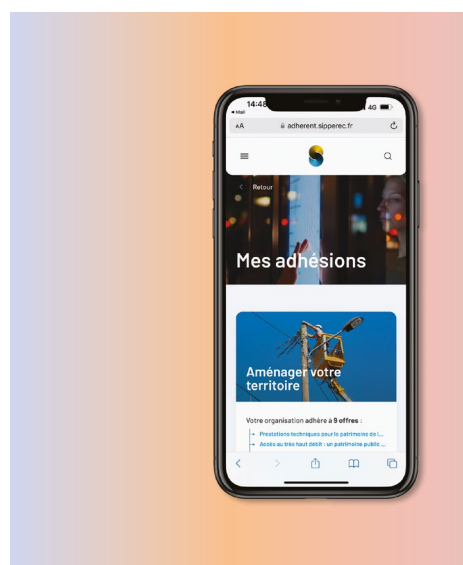 14:48
4G
◂ Mail
AA
adherent.sipperec.fr
Retour
Mes adhésions
Aménager votre
territoire
Votre organisation adhère à 9 offres :
Prestations techniques pour le patrimoine de l...
Accès au très haut débit : un patrimoine public ...